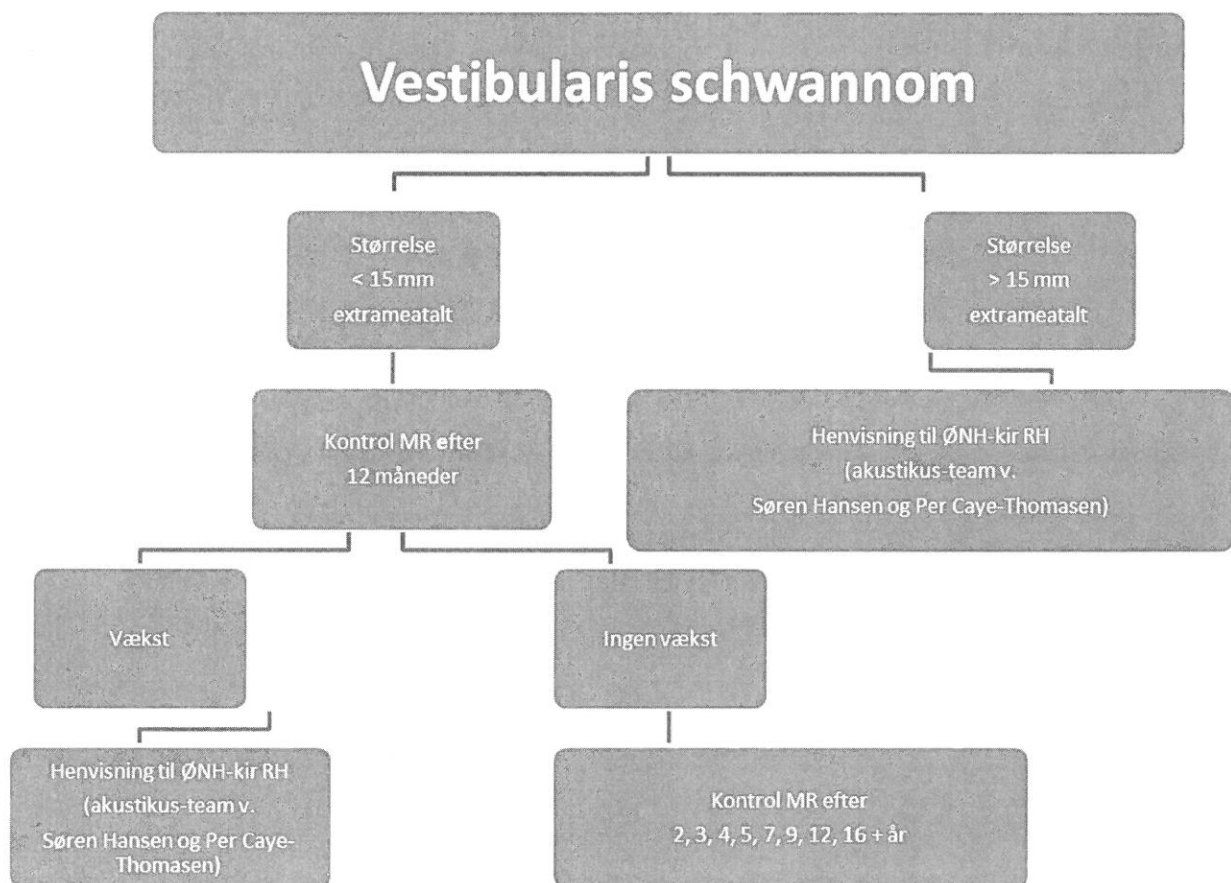 Vestibularis schwannom
Størrelse
< 15 mm
extrameatalt
Størrelse
> 15 mm
extrameatalt
Kontrol MR efter
12 måneder
Henvisning til ØNH-kir RH
(akustikus-team v.
Søren Hansen og Per Caye-Thomasen)
Vækst
Ingen vækst
Henvisning til ØNH-kir RH
(akustikus-team v.
Søren Hansen og Per Caye-
Thomasen)
Kontrol MR efter
2, 3, 4, 5, 7, 9, 12, 16 + år